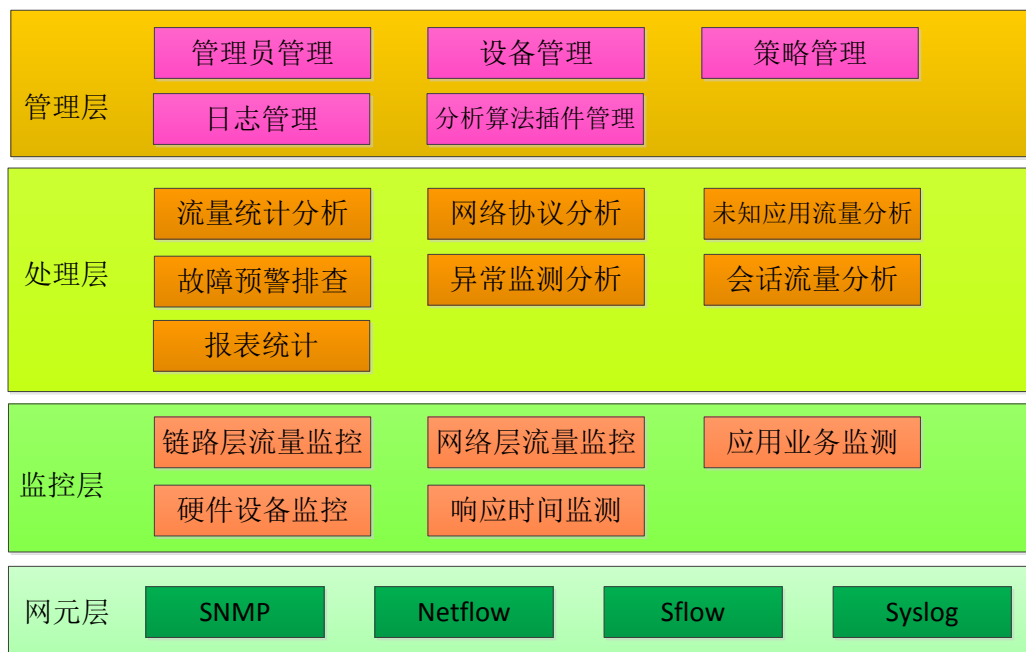 管理层
管理员管理
设备管理
策略管理
日志管理
分析算法插件管理
处理层
流量统计分析
网络协议分析
未知应用流量分析
故障预警排查
异常监测分析
会话流量分析
报表统计
监控层
链路层流量监控
网络层流量监控
应用业务监测
硬件设备监控
响应时间监测
网元层
SNMP
Netflow
Sflow
Syslog